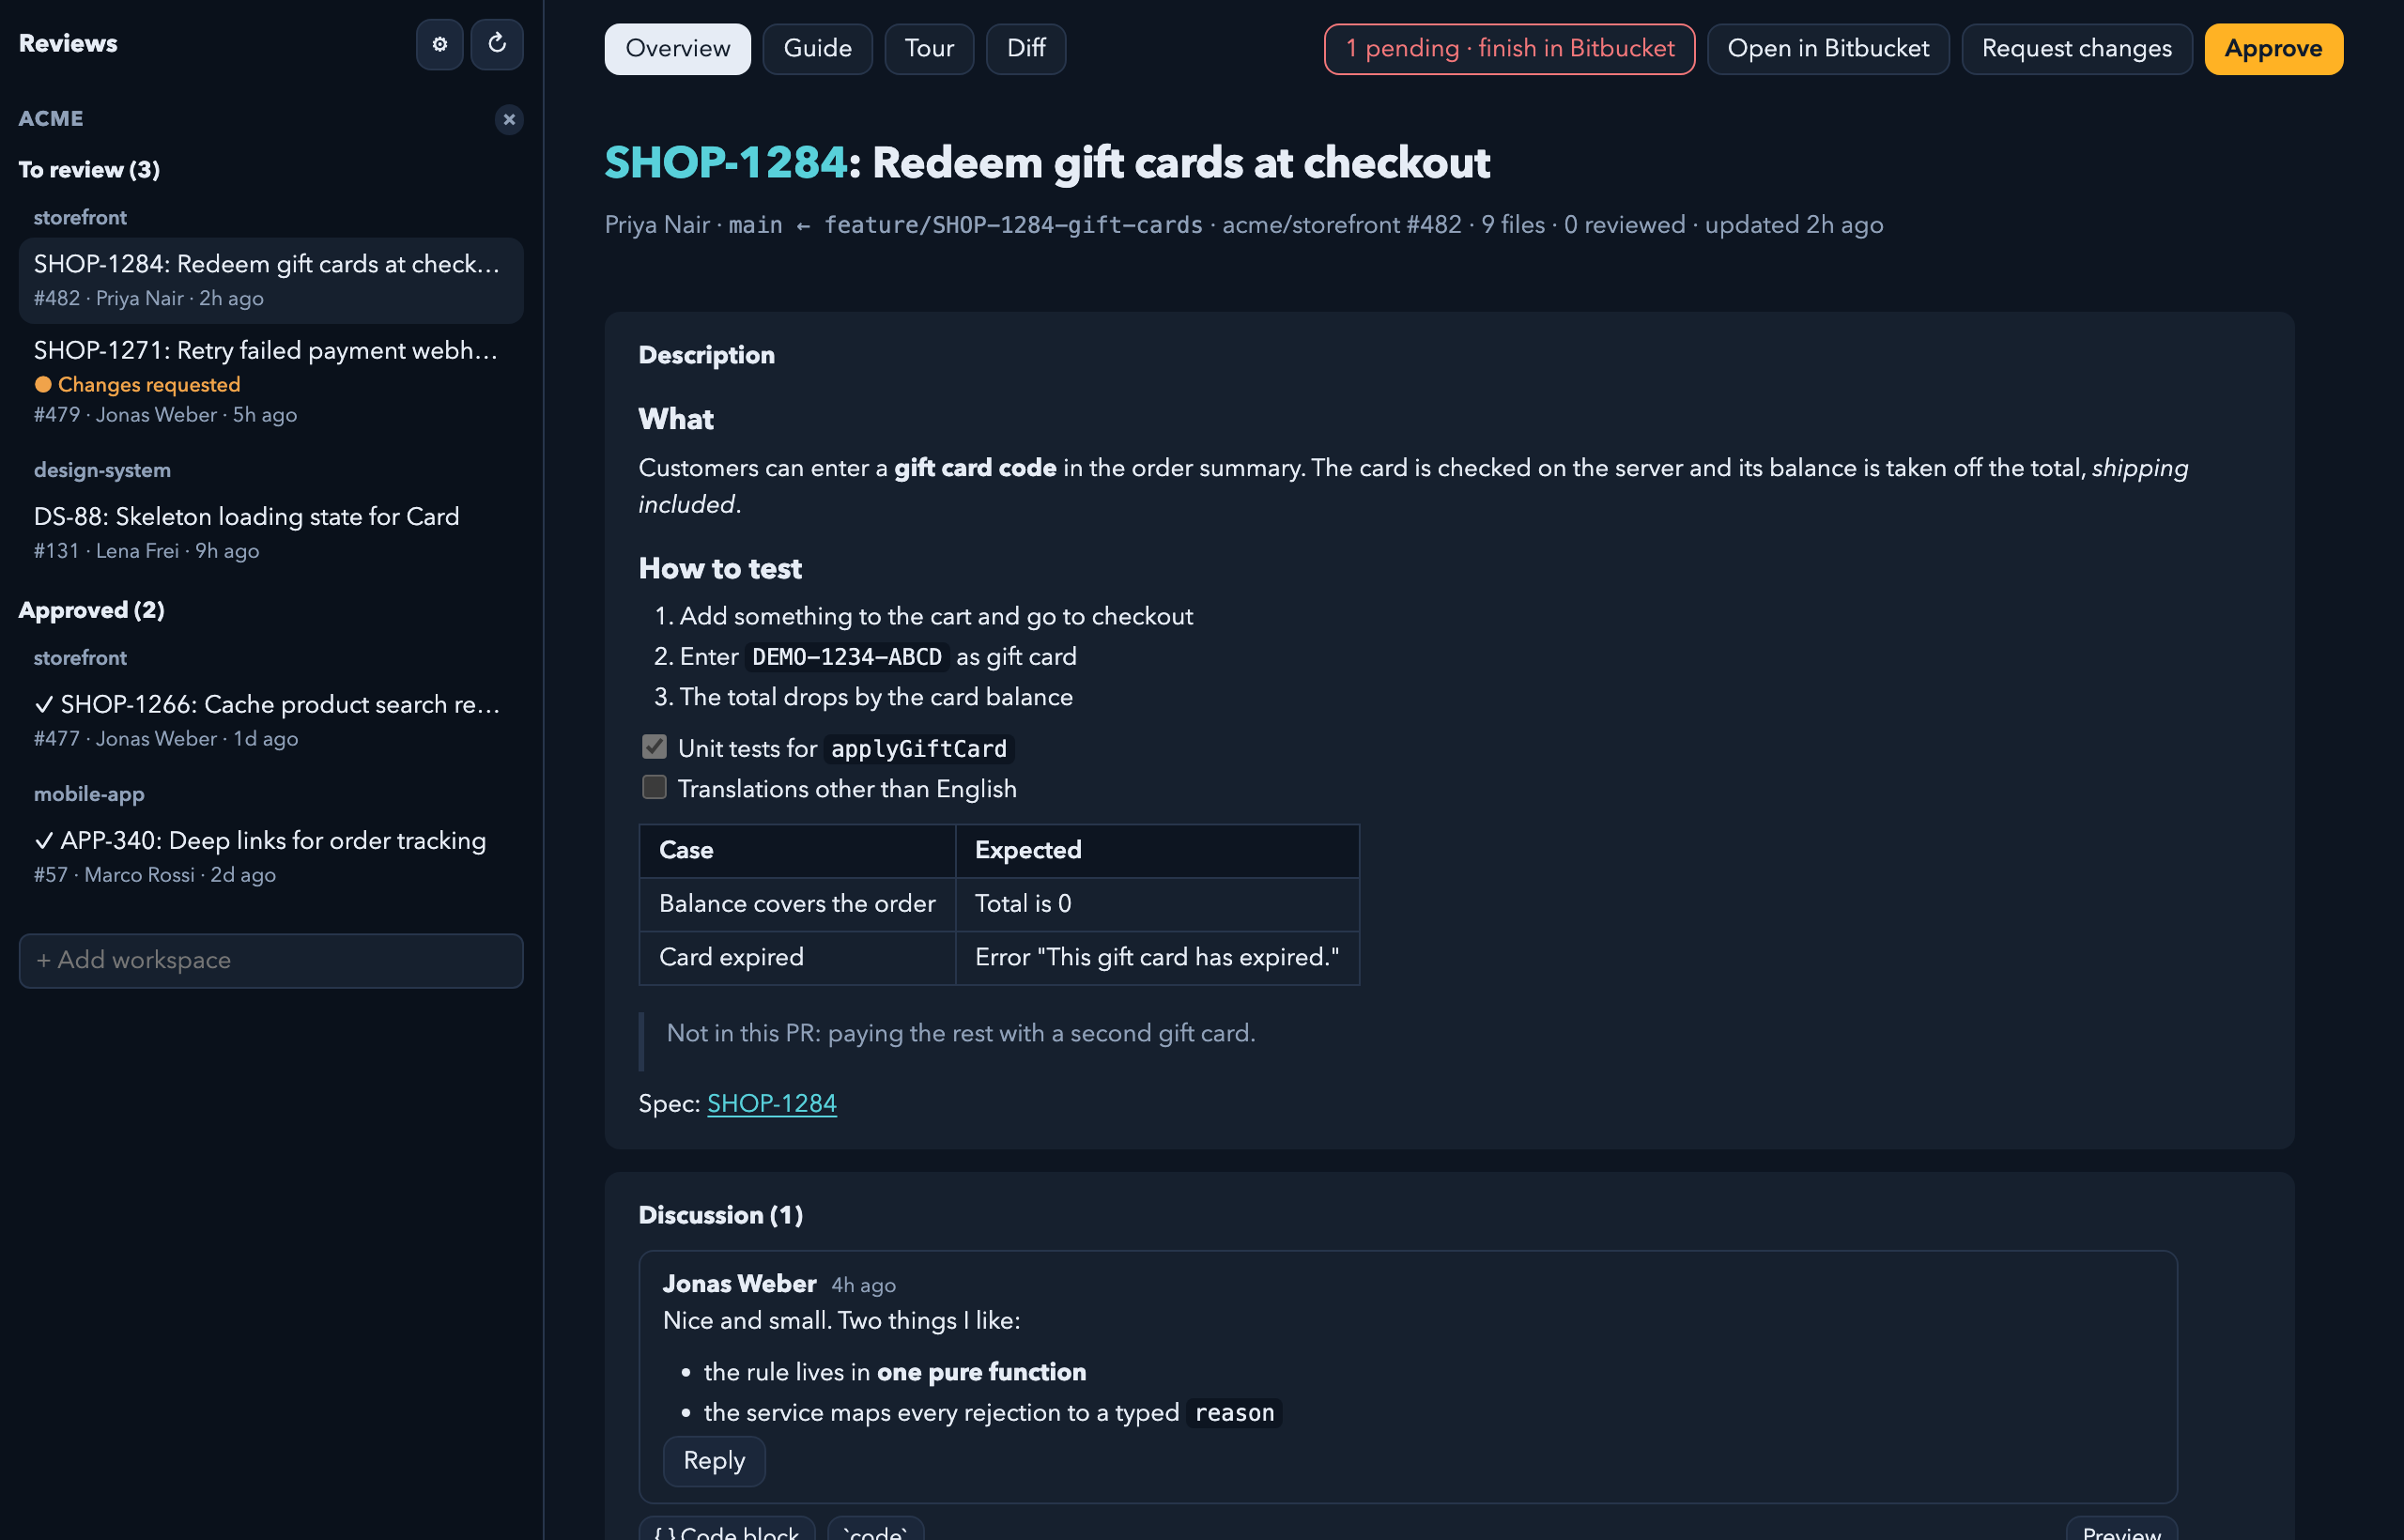 Reviews
ACME
To review (3)
storefront
SHOP-1284: Redeem gift cards at check…
#482 · Priya Nair · 2h ago
SHOP-1271: Retry failed payment webh…
Changes requested
#479 · Jonas Weber · 5h ago
design-system
DS-88: Skeleton loading state for Card
#131 · Lena Frei · 9h ago
Approved (2)
storefront
✓ SHOP-1266: Cache product search re…
#477 · Jonas Weber · 1d ago
mobile-app
✓ APP-340: Deep links for order tracking
#57 · Marco Rossi · 2d ago
+ Add workspace
Overview Guide Tour Diff 1 pending · finish in Bitbucket Open in Bitbucket Request changes Approve
SHOP-1284: Redeem gift cards at checkout
Priya Nair · main ← feature/SHOP-1284-gift-cards · acme/storefront #482 · 9 files · 0 reviewed · updated 2h ago
Description
What
Customers can enter a gift card code in the order summary. The card is checked on the server and its balance is taken off the total, shipping
included.
How to test
1. Add something to the cart and go to checkout
2. Enter DEMO-1234-ABCD as gift card
3. The total drops by the card balance
Unit tests for applyGiftCard
Translations other than English
Case Expected
Balance covers the order Total is 0
Card expired Error "This gift card has expired."
Not in this PR: paying the rest with a second gift card.
Spec: SHOP-1284
Discussion (1)
Jonas Weber 4h ago
Nice and small. Two things I like:
• the rule lives in one pure function
• the service maps every rejection to a typed reason
Reply
{ } Code block `code` Preview